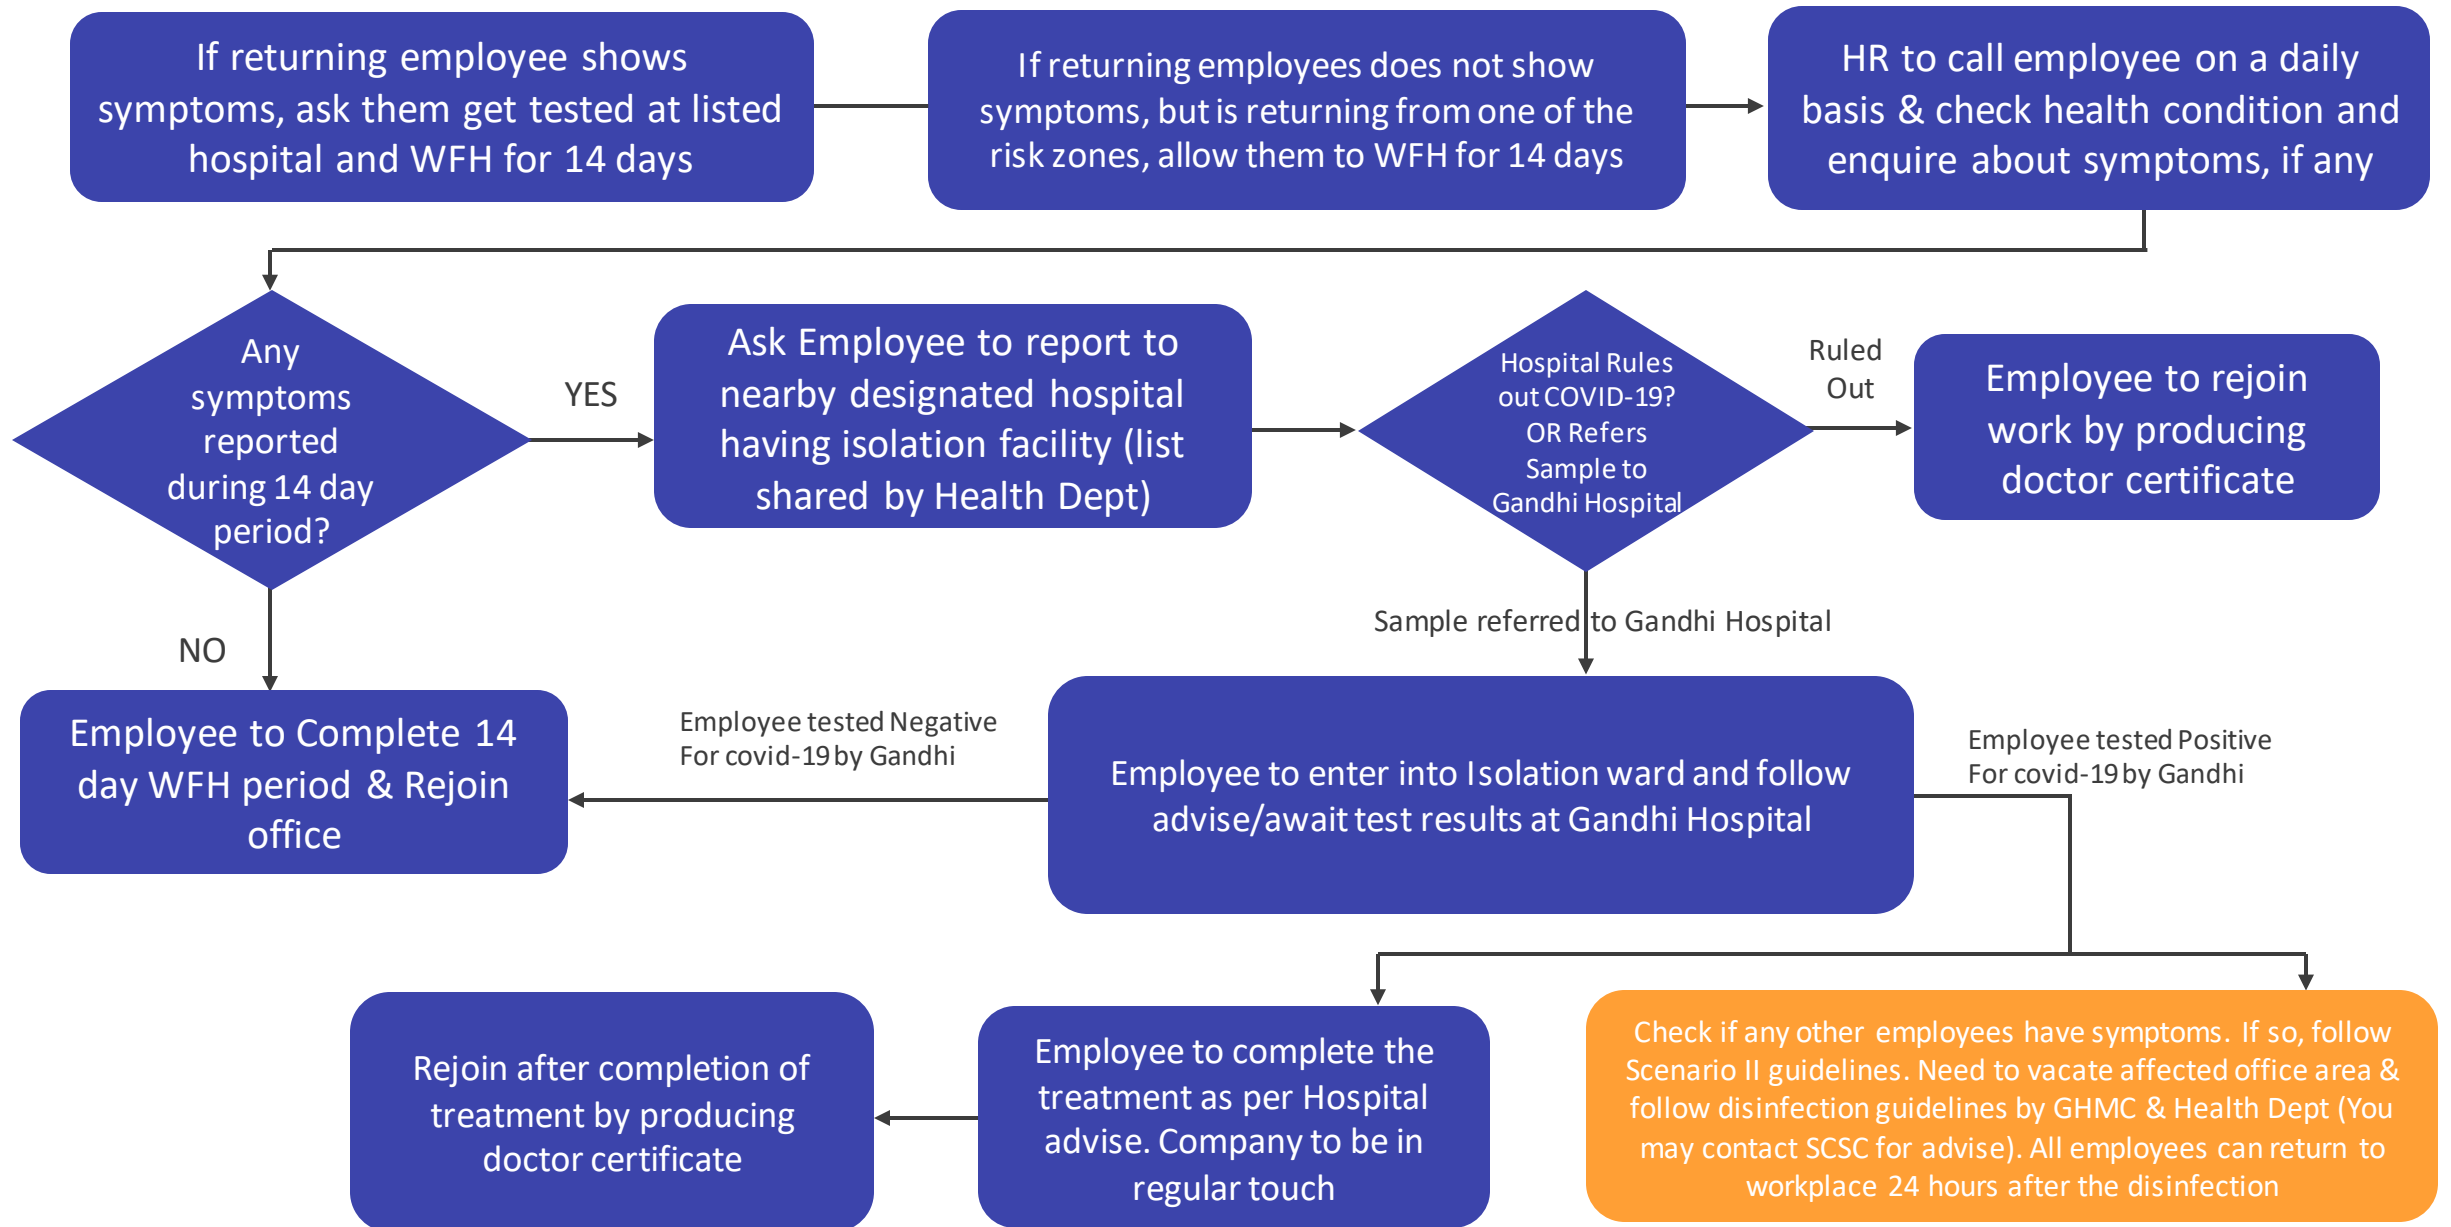 If returning employee shows
symptoms, ask them get tested at listed
hospital and WFH for 14 days
If returning employees does not show
symptoms, but is returning from one of the
risk zones, allow them to WFH for 14 days
HR to call employee on a daily
basis & check health condition and
enquire about symptoms, if any
Any
symptoms
reported
during 14 day
period?
YES
Ask Employee to report to
nearby designated hospital
having isolation facility (list
shared by Health Dept)
Hospital Rules
out COVID-19?
OR Refers
Sample to
Gandhi Hospital
Ruled
Out
Employee to rejoin
work by producing
doctor certificate
NO
Sample referred to Gandhi Hospital
Employee to Complete 14
day WFH period & Rejoin
office
Employee tested Negative
For covid-19 by Gandhi
Employee to enter into Isolation ward and follow
advise/await test results at Gandhi Hospital
Employee tested Positive
For covid-19 by Gandhi
Rejoin after completion of
treatment by producing
doctor certificate
Employee to complete the
treatment as per Hospital
advise. Company to be in
regular touch
Check if any other employees have symptoms. If so, follow
Scenario II guidelines. Need to vacate affected office area &
follow disinfection guidelines by GHMC & Health Dept (You
may contact SCSC for advise). All employees can return to
workplace 24 hours after the disinfection